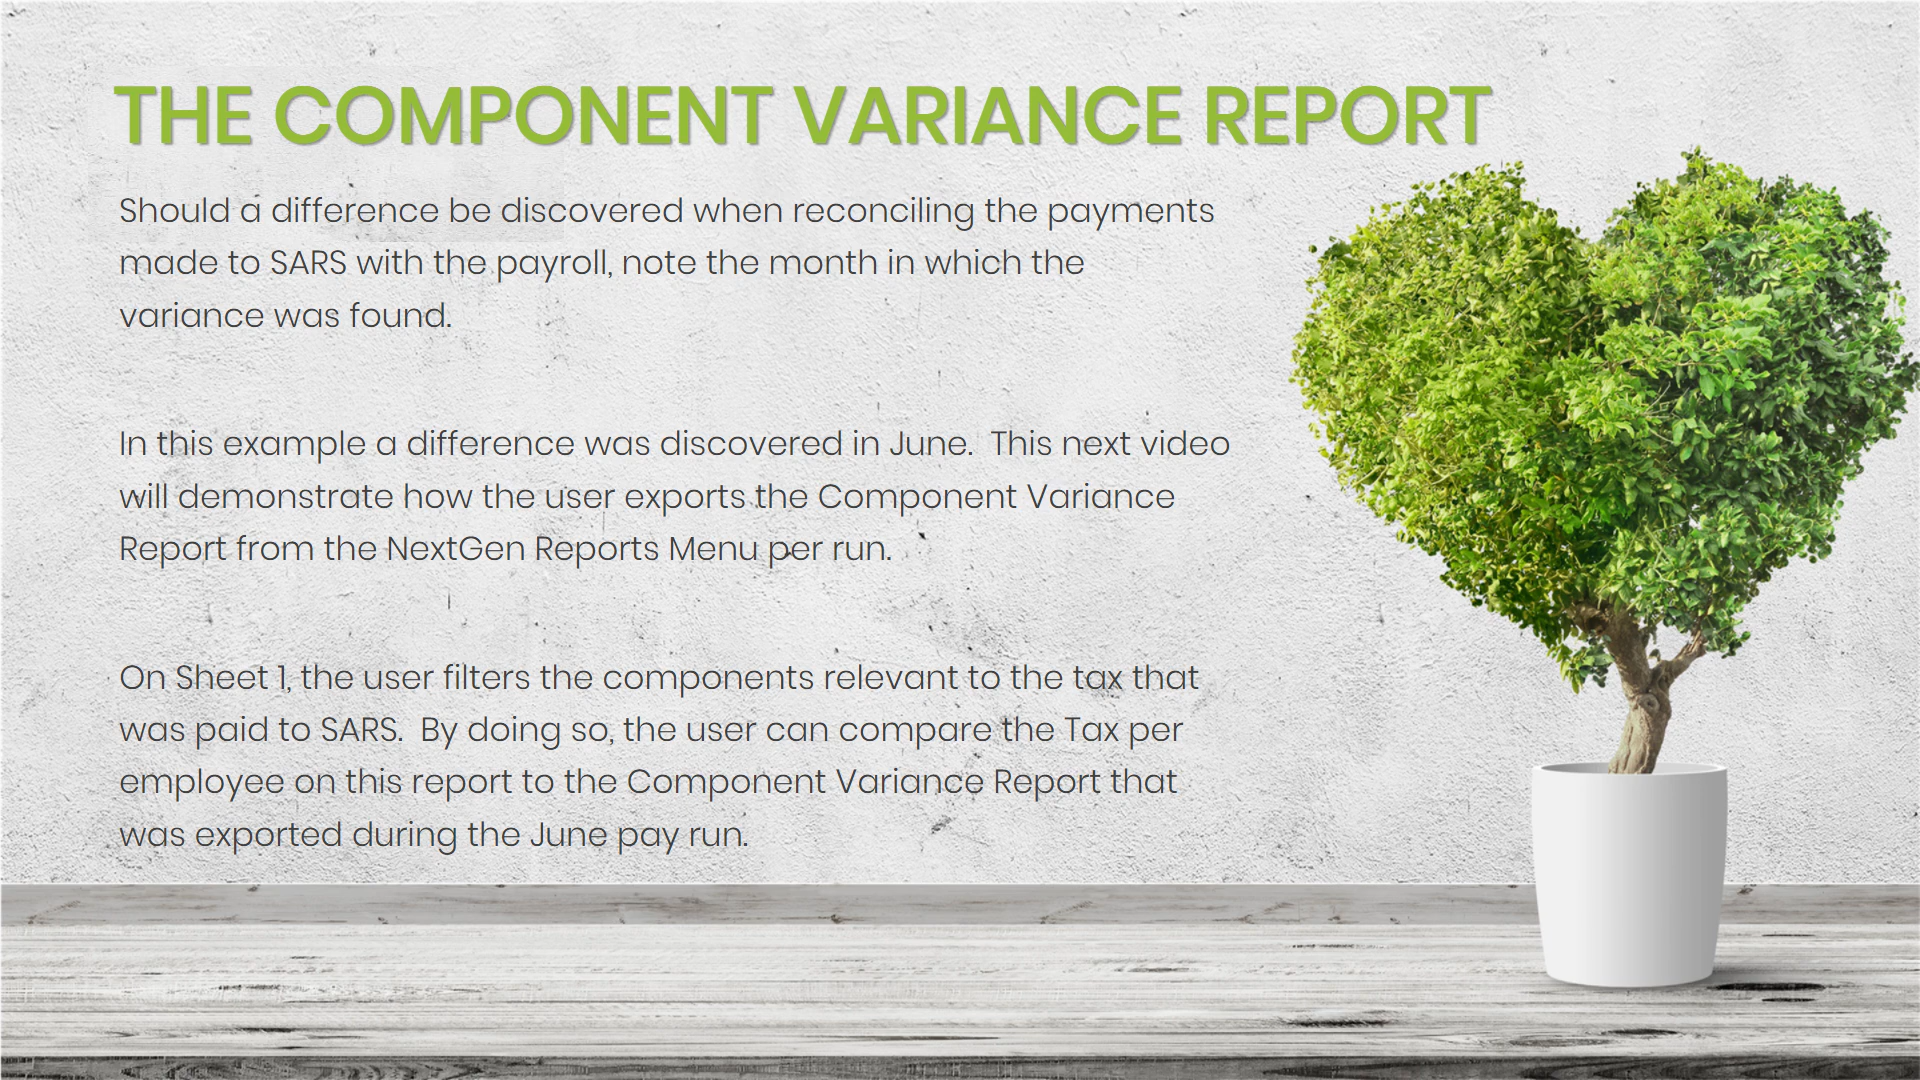 THE COMPONENT VARIANCE REPORT
Should a difference be discovered when reconciling the payments
made to SARS with the payroll, note the month in which the
variance was found.
In this example a difference was discovered in June.  This next video
will demonstrate how the user exports the Component Variance
Report from the NextGen Reports Menu per run.
On Sheet 1, the user filters the components relevant to the tax that
was paid to SARS.  By doing so, the user can compare the Tax per
employee on this report to the Component Variance Report that
was exported during the June pay run.